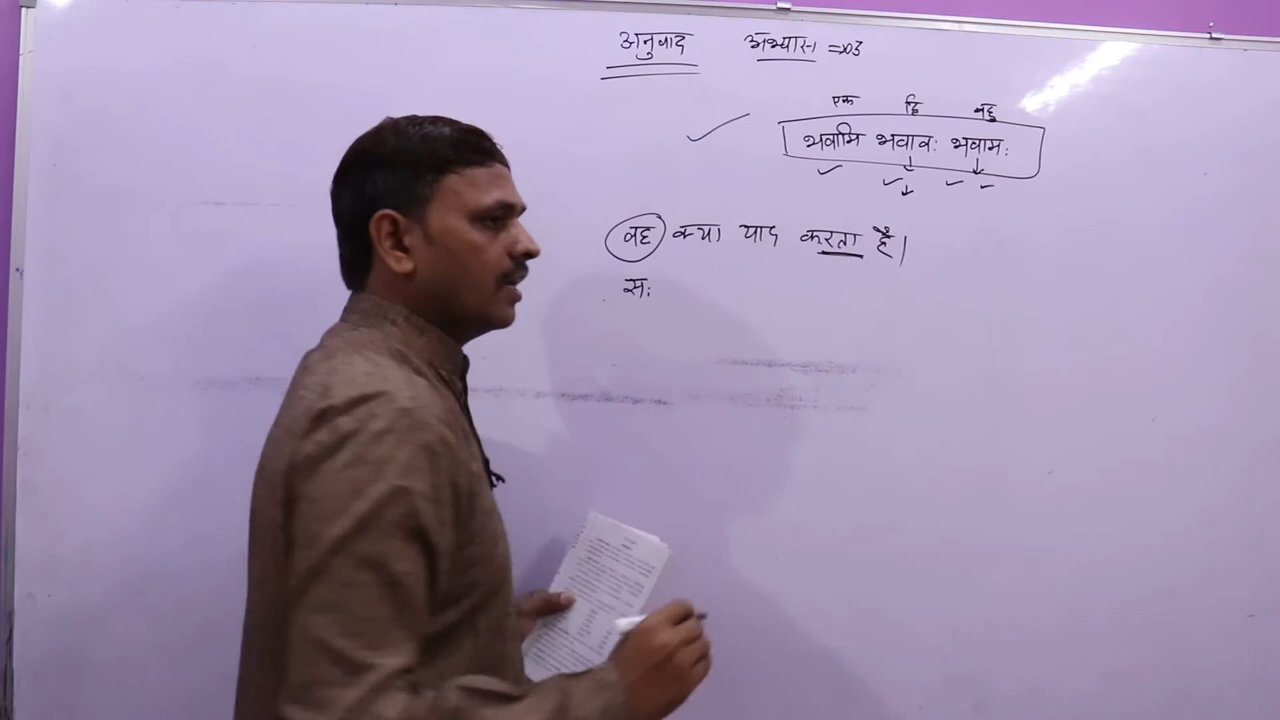 अनुवाद अभ्यास ⇒03
एक द्वि बहु
भवामि भवावः भवामः
वह क्या याद करता है।
सः